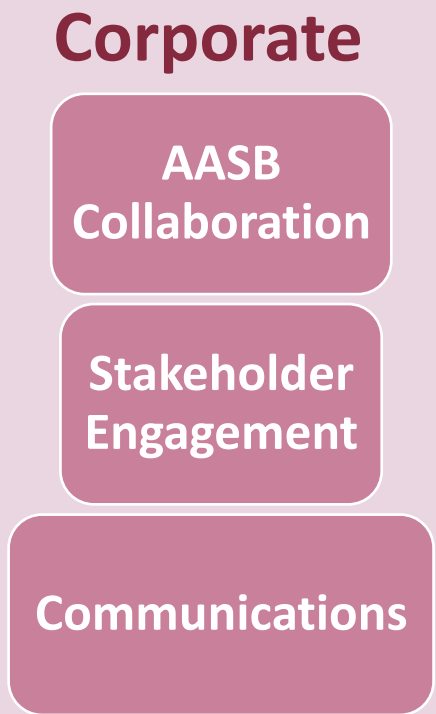 Corporate
AASB
Collaboration
Stakeholder
Engagement
Communications